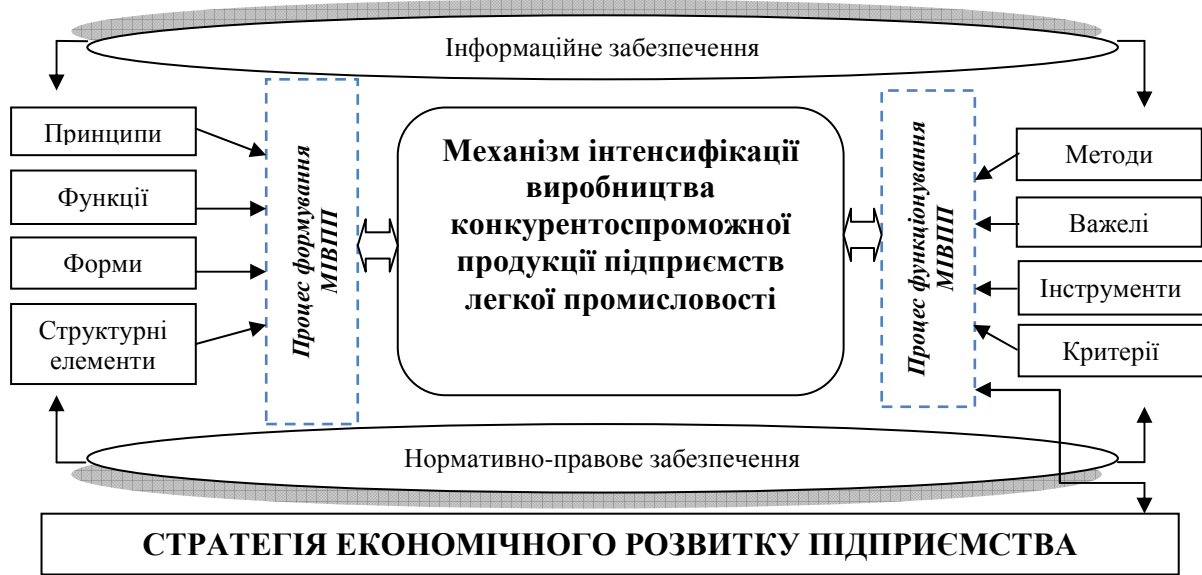 Інформаційне забезпечення
Принципи
Функції
Форми
Структурні
елементи
Процес формування
МІВПП
Механізм інтенсифікації
виробництва
конкурентоспроможної
продукції підприємств
легкої промисловості
Процес функціонування
МІВПП
Методи
Важелі
Інструменти
Критерії
Нормативно-правове забезпечення
СТРАТЕГІЯ ЕКОНОМІЧНОГО РОЗВИТКУ ПІДПРИЄМСТВА